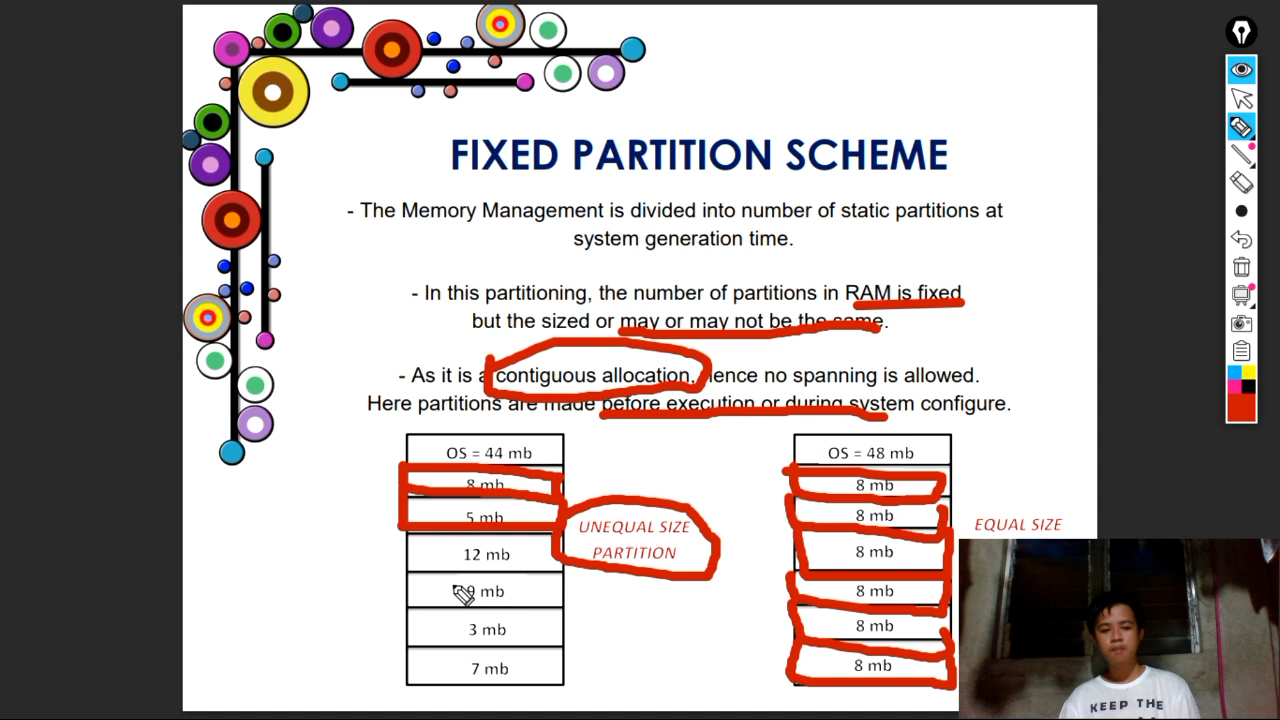 FIXED PARTITION SCHEME
- The Memory Management is divided into number of static partitions at
system generation time.
- In this partitioning, the number of partitions in RAM is fixed
but the sized or may or may not be the same.
- As it is a contiguous allocation, hence no spanning is allowed.
Here partitions are made before execution or during system configure.
OS = 44 mb
8 mb
5 mb
12 mb
9 mb
3 mb
7 mb
UNEQUAL SIZE
PARTITION
OS = 48 mb
8 mb
8 mb
8 mb
8 mb
8 mb
8 mb
EQUAL SIZE
KEEP THE